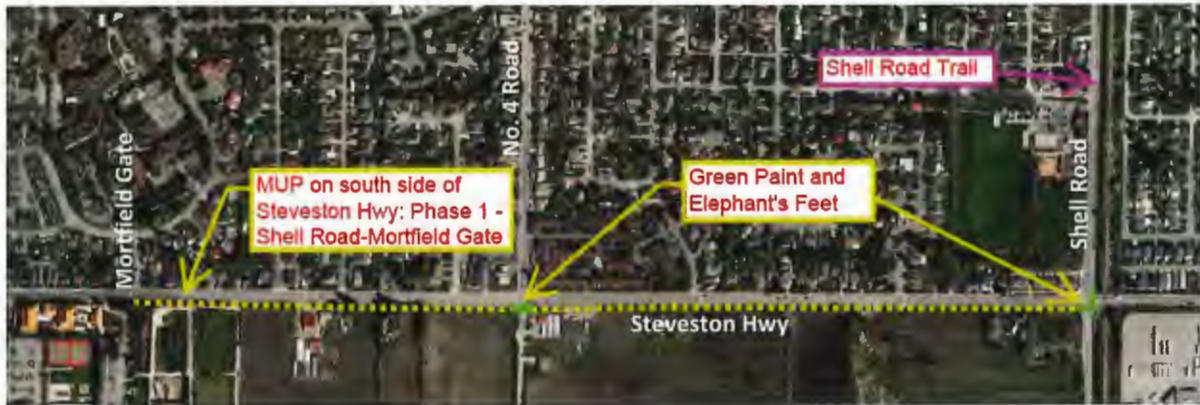 Shell Road Trail
No. 4 Road
Mortfield Gate
MUP on south side of
Steveston Hwy: Phase 1 -
Shell Road-Mortfield Gate
Green Paint and
Elephant's Feet
Shell Road
Steveston Hwy